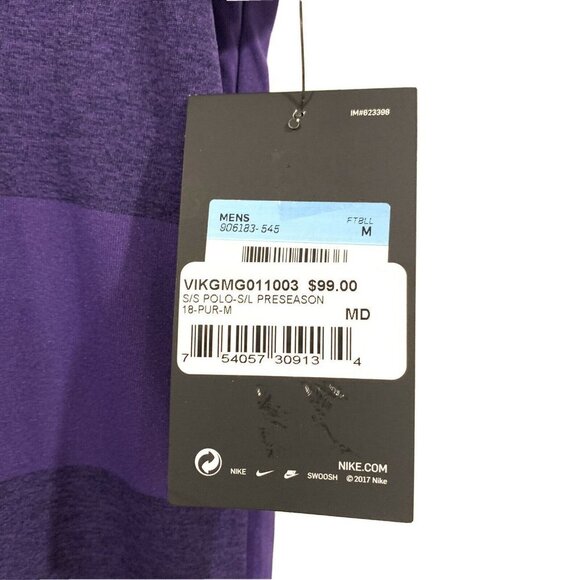 IM#823398
MENS FTBLL
906183-545 M
VIKGMG011003 $99.00
S/S POLO-S/L PRESEASON
18-PUR-M MD
7 54057 30913 4
NIKE.COM
NIKE SWOOSH © 2017 Nike